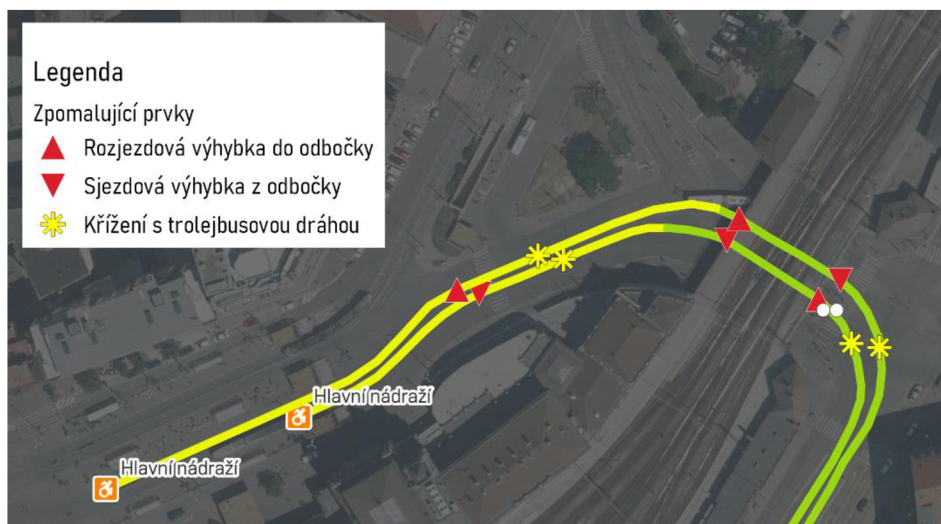 Legenda
Zpomalující prvky
Rozjezdová výhybka do odbočky
Sjezdová výhybka z odbočky
Křížení s trolejbusovou dráhou
Hlavní nádraží
Hlavní nádraží